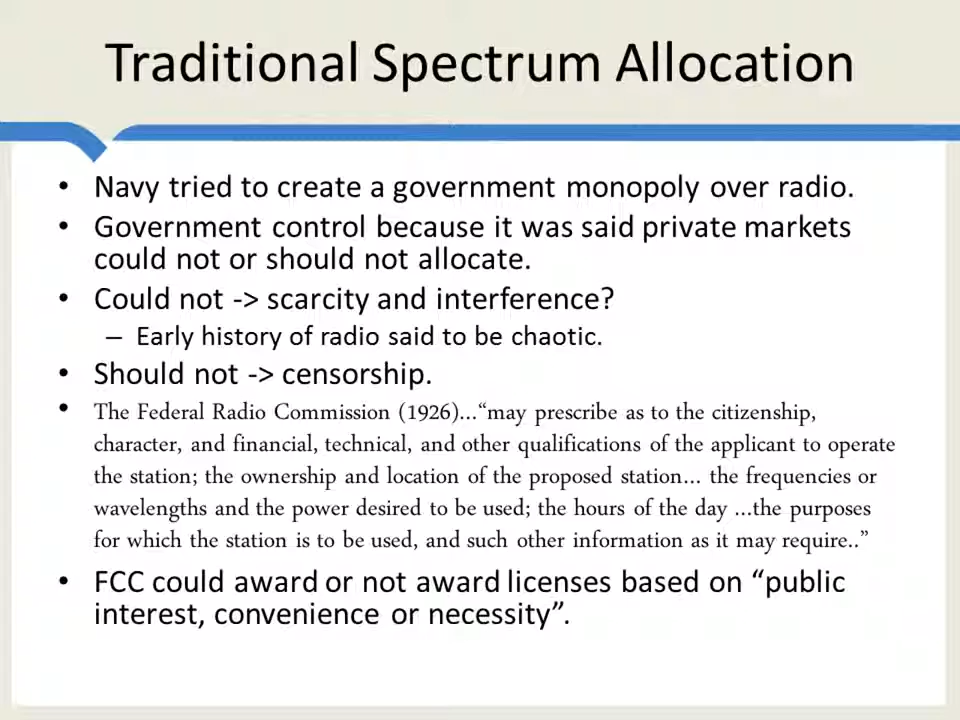 Traditional Spectrum Allocation
• Navy tried to create a government monopoly over radio.
• Government control because it was said private markets
could not or should not allocate.
• Could not -> scarcity and interference?
– Early history of radio said to be chaotic.
• Should not -> censorship.
• The Federal Radio Commission (1926)...“may prescribe as to the citizenship,
character, and financial, technical, and other qualifications of the applicant to operate
the station; the ownership and location of the proposed station... the frequencies or
wavelengths and the power desired to be used; the hours of the day ...the purposes
for which the station is to be used, and such other information as it may require..”
• FCC could award or not award licenses based on “public
interest, convenience or necessity”.